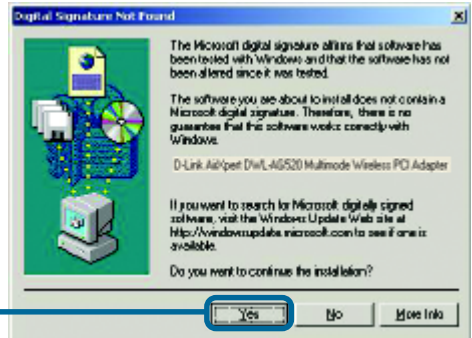 Digital Signature Not Found
The Microsoft digital signature affirms that software has
been tested with Windows and that the software has not
been altered since it was tested.
The software you are about to install does not contain a
Microsoft digital signature. Therefore, there is no
guarantee that this software works correctly with
Windows.
D-Link AirXpert DWL-AG520 Multimode Wireless PCI Adapter
If you want to search for Microsoft digitally signed
software, visit the Windows Update Web site at
http://windowsupdate.microsoft.com to see if one is
available.
Do you want to continue the installation?
Yes No More Info